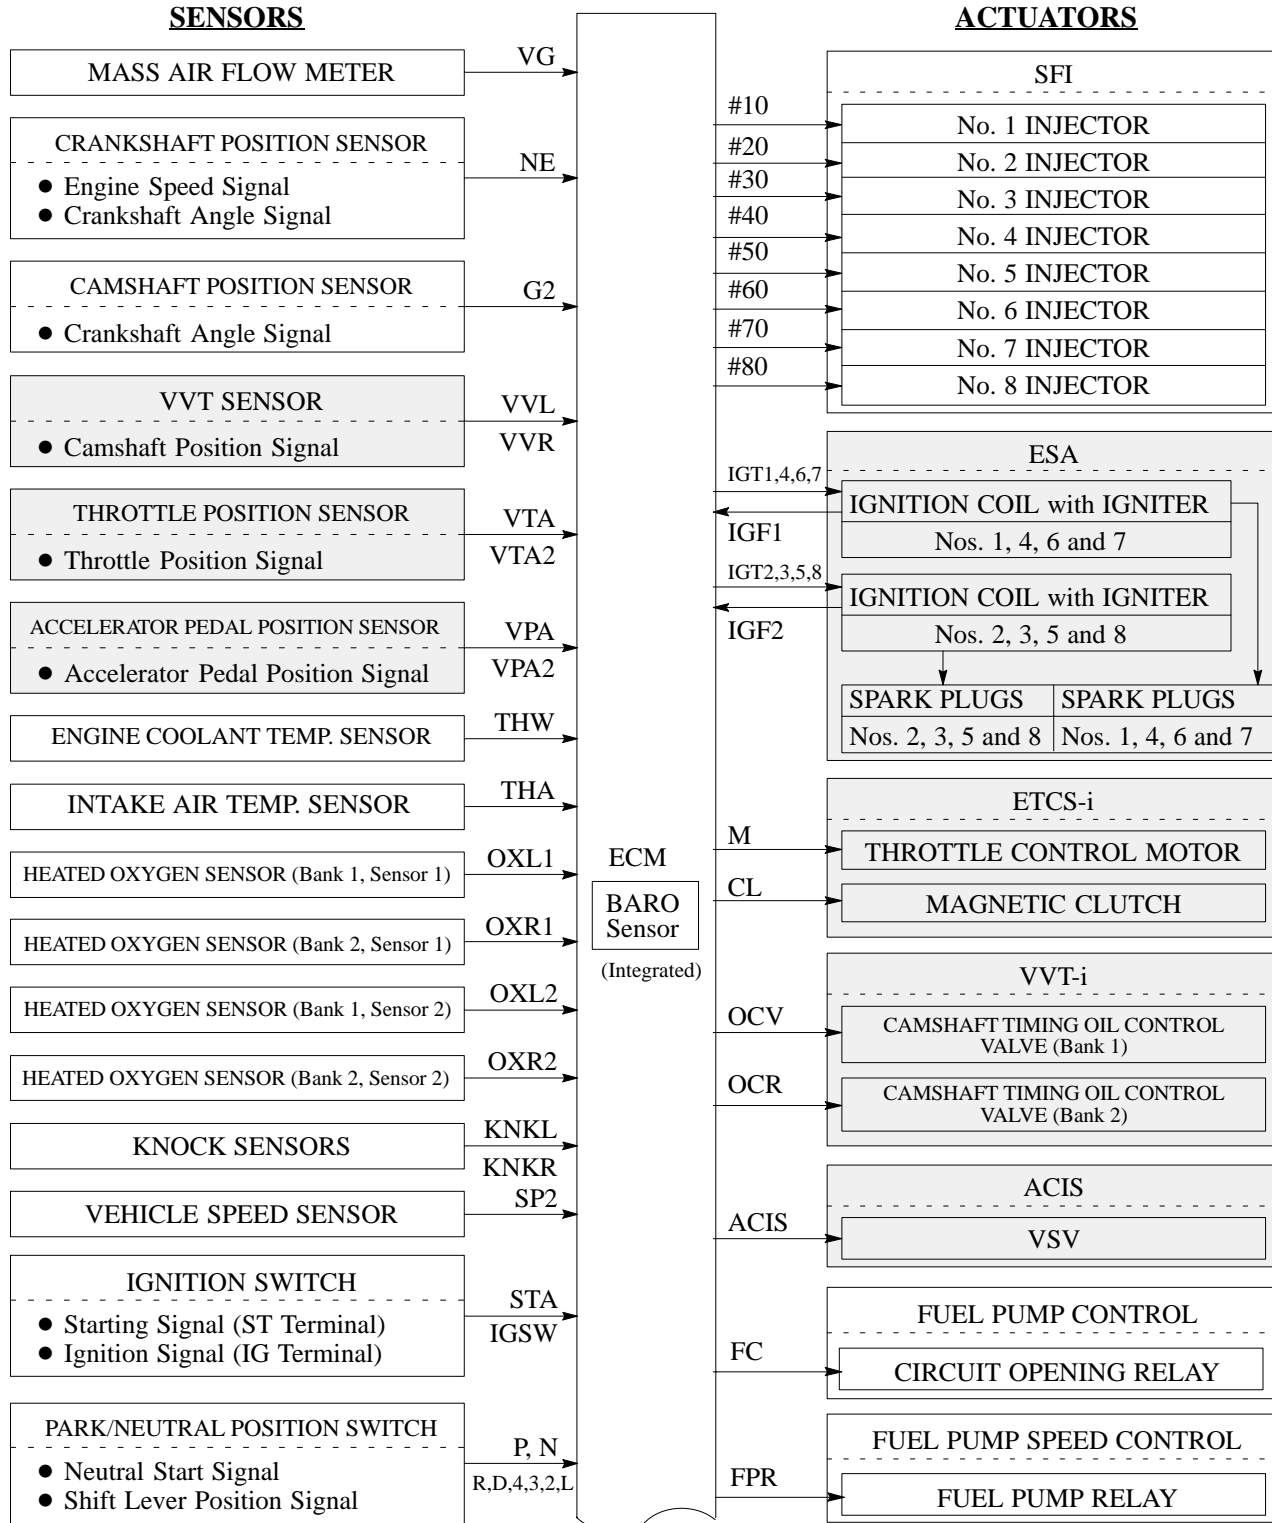 SENSORS
MASS AIR FLOW METER
VG
CRANKSHAFT POSITION SENSOR
● Engine Speed Signal
● Crankshaft Angle Signal
NE
CAMSHAFT POSITION SENSOR
● Crankshaft Angle Signal
G2
VVT SENSOR
● Camshaft Position Signal
VVL
VVR
THROTTLE POSITION SENSOR
● Throttle Position Signal
VTA
VTA2
ACCELERATOR PEDAL POSITION SENSOR
● Accelerator Pedal Position Signal
VPA
VPA2
ENGINE COOLANT TEMP. SENSOR
THW
INTAKE AIR TEMP. SENSOR
THA
HEATED OXYGEN SENSOR (Bank 1, Sensor 1)
OXL1
HEATED OXYGEN SENSOR (Bank 2, Sensor 1)
OXR1
HEATED OXYGEN SENSOR (Bank 1, Sensor 2)
OXL2
HEATED OXYGEN SENSOR (Bank 2, Sensor 2)
OXR2
KNOCK SENSORS
KNKL
KNKR
VEHICLE SPEED SENSOR
SP2
IGNITION SWITCH
● Starting Signal (ST Terminal)
● Ignition Signal (IG Terminal)
STA
IGSW
PARK/NEUTRAL POSITION SWITCH
● Neutral Start Signal
● Shift Lever Position Signal
P, N
R,D,4,3,2,L
ECM
BARO
Sensor
(Integrated)
ACTUATORS
SFI
#10
No. 1 INJECTOR
#20
No. 2 INJECTOR
#30
No. 3 INJECTOR
#40
No. 4 INJECTOR
#50
No. 5 INJECTOR
#60
No. 6 INJECTOR
#70
No. 7 INJECTOR
#80
No. 8 INJECTOR
ESA
IGT1,4,6,7
IGF1
IGNITION COIL with IGNITER
Nos. 1, 4, 6 and 7
IGT2,3,5,8
IGF2
IGNITION COIL with IGNITER
Nos. 2, 3, 5 and 8
SPARK PLUGS
Nos. 2, 3, 5 and 8
SPARK PLUGS
Nos. 1, 4, 6 and 7
ETCS-i
M
THROTTLE CONTROL MOTOR
CL
MAGNETIC CLUTCH
VVT-i
OCV
CAMSHAFT TIMING OIL CONTROL
VALVE (Bank 1)
OCR
CAMSHAFT TIMING OIL CONTROL
VALVE (Bank 2)
ACIS
ACIS
VSV
FUEL PUMP CONTROL
FC
CIRCUIT OPENING RELAY
FUEL PUMP SPEED CONTROL
FPR
FUEL PUMP RELAY